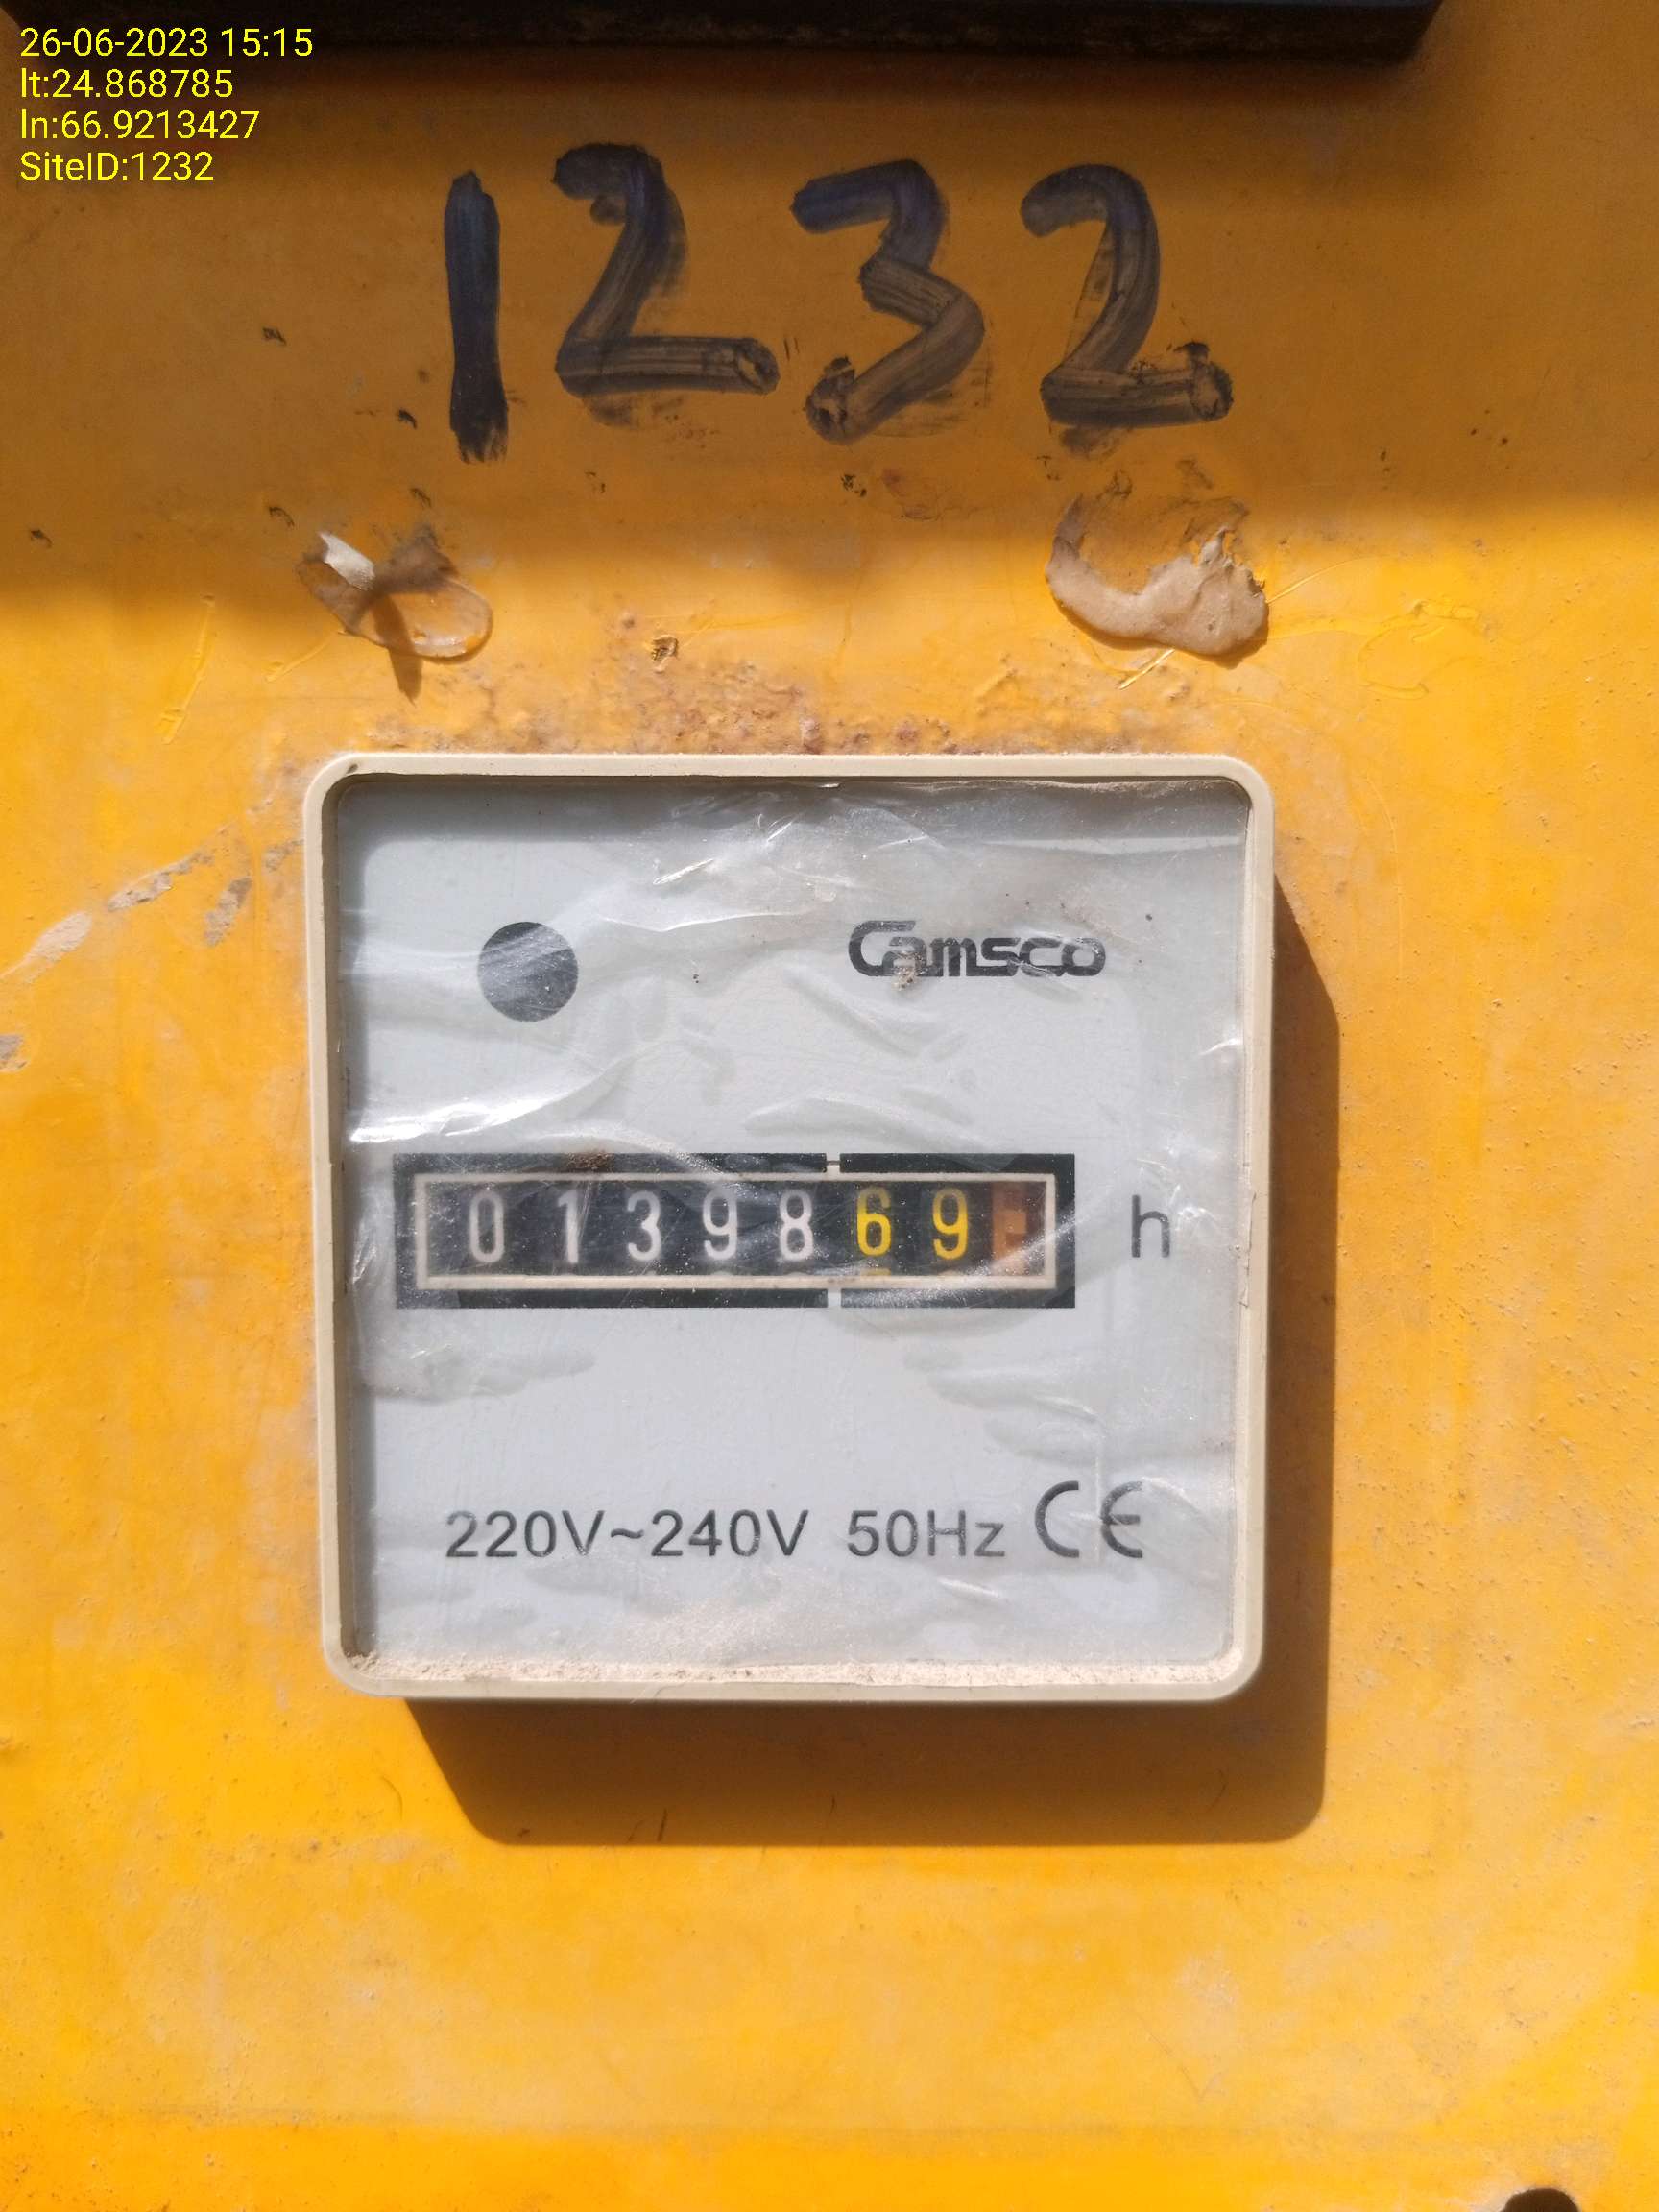 26-06-2023 15:15
lt:24.868785
ln:66.9213427
SiteID:1232
1232
Camsco
0139869
h
220V~240V 50Hz CE